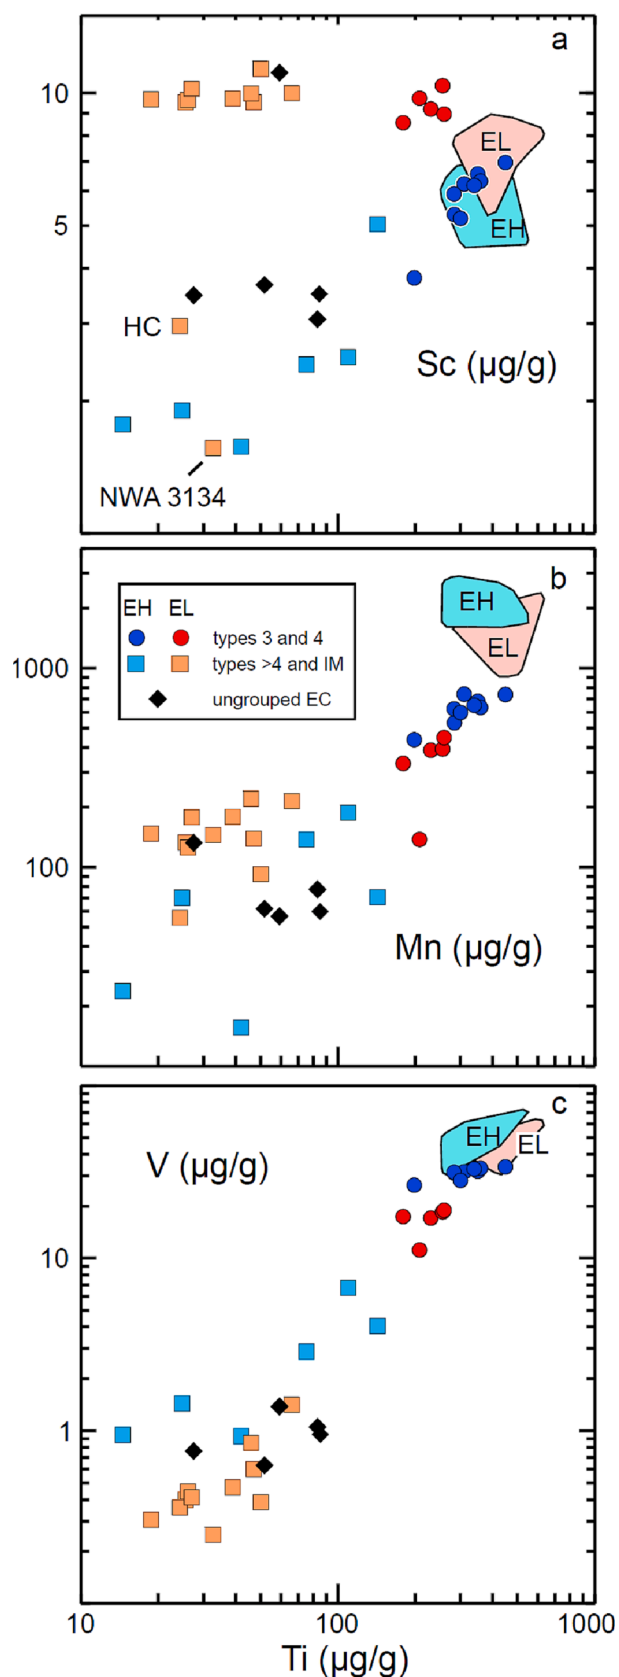 a
10
EL
5
EH
HC
Sc (µg/g)
NWA 3134
b
EH
EH EL
EL
types 3 and 4
1000
types >4 and IM
ungrouped EC
100
Mn (µg/g)
c
EH
V (µg/g)
EL
10
1
10
100
1000
Ti (µg/g)